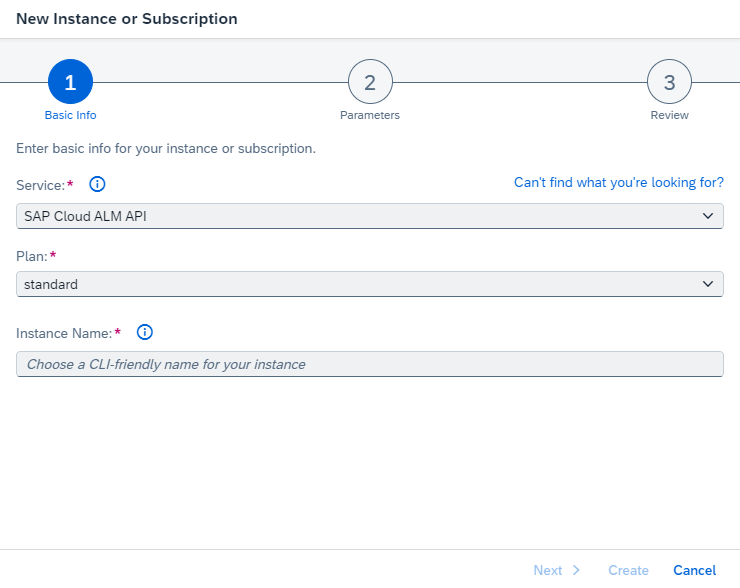 New Instance or Subscription
1 2 3
Basic Info Parameters Review
Enter basic info for your instance or subscription.
Service:* Can't find what you're looking for?
SAP Cloud ALM API
Plan:*
standard
Instance Name:*
Choose a CLI-friendly name for your instance
Next Create Cancel